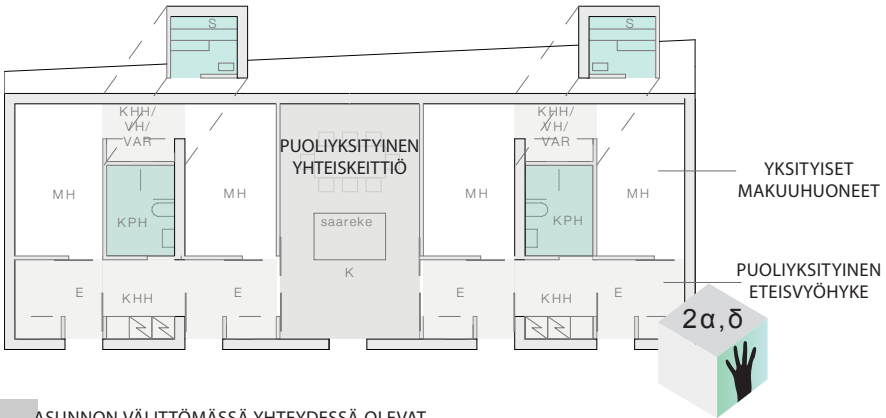 S
S
KHH/
VH/
VAR
PUOLIYKSITYINEN
YHTEISKEITTIÖ
KHH/
VH/
VAR
YKSITYISET
MAKUUHUONEET
MH
KPH
MH
saareke
MH
KPH
MH
K
PUOLIYKSITYINEN
ETEISVYÖHYKE
E
KHH
E
E
KHH
E
2α,δ
ASUNNON VÄLITTÖMÄSSÄ YHTEYDESSÄ OLEVAT